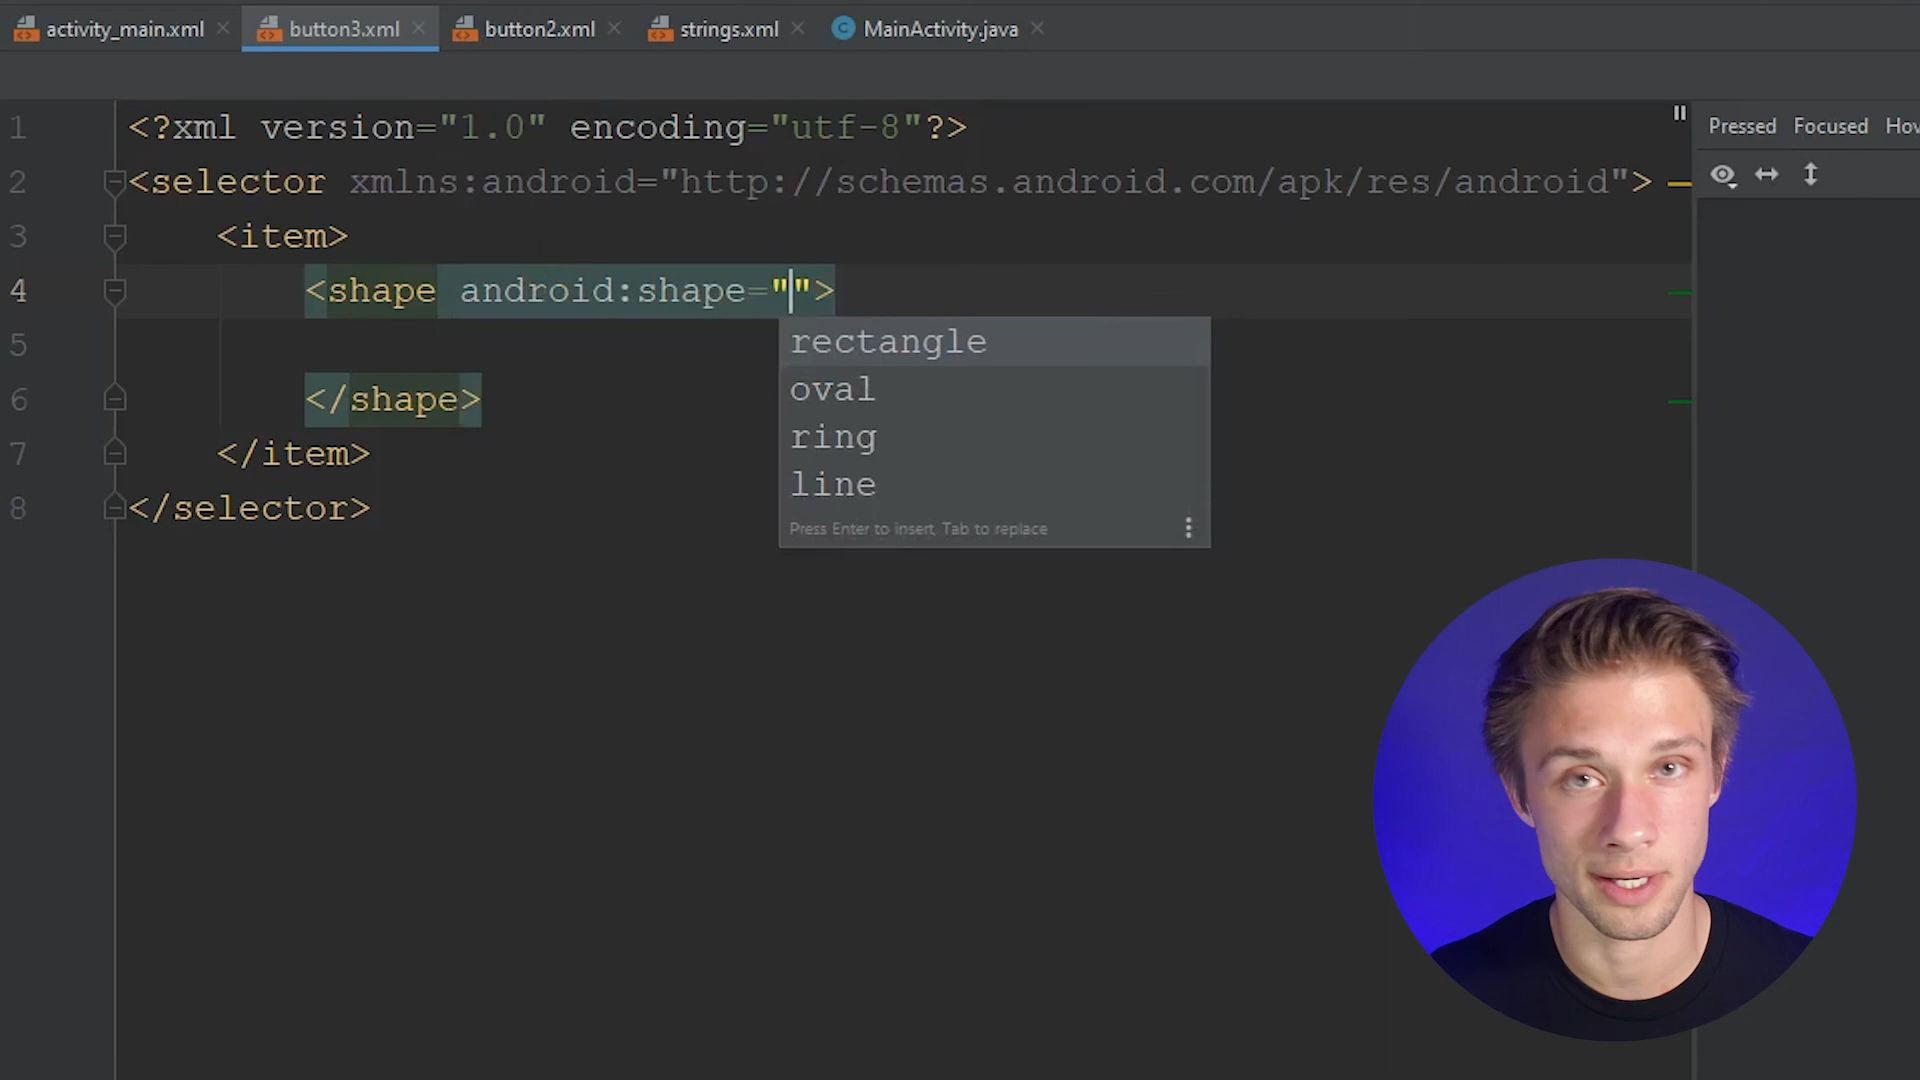 activity_main.xml button3.xml button2.xml strings.xml MainActivity.java
Pressed Focused Hov
1 <?xml version="1.0" encoding="utf-8"?>
2 <selector xmlns:android="http://schemas.android.com/apk/res/android">
3 <item>
4 <shape android:shape="">
5
6 </shape>
7 </item>
8 </selector>
rectangle
oval
ring
line
Press Enter to insert, Tab to replace